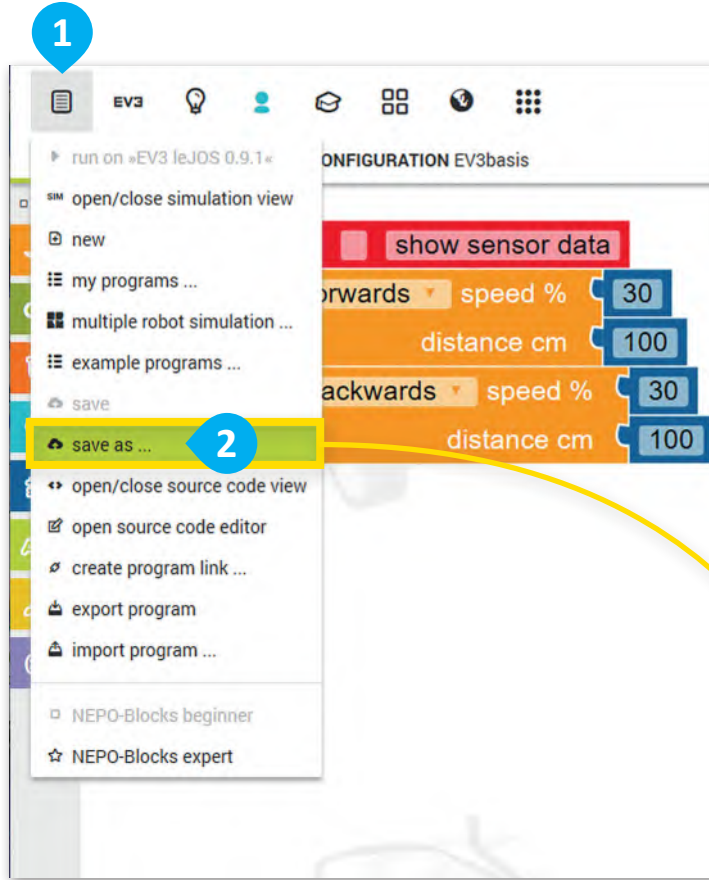 1
EV3
run on »EV3 leJOS 0.9.1«
ONFIGURATION EV3basis
SIM open/close simulation view
new
my programs ...
multiple robot simulation ...
example programs ...
save
save as ...
2
open/close source code view
open source code editor
create program link ...
export program
import program ...
NEPO-Blocks beginner
NEPO-Blocks expert
show sensor data
orwards speed % 30
distance cm 100
ackwards speed % 30
distance cm 100